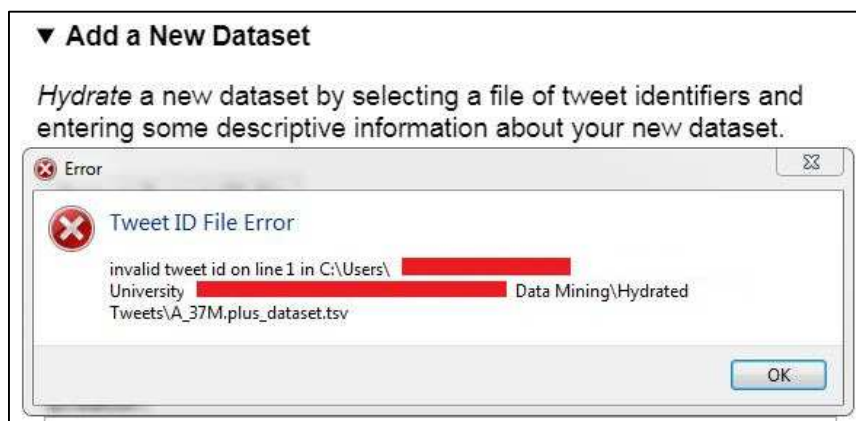 ▼ Add a New Dataset
Hydrate a new dataset by selecting a file of tweet identifiers and
entering some descriptive information about your new dataset.
Error
Tweet ID File Error
invalid tweet id on line 1 in C:\Users\
University Data Mining\Hydrated
Tweets\A_37M.plus_dataset.tsv
OK